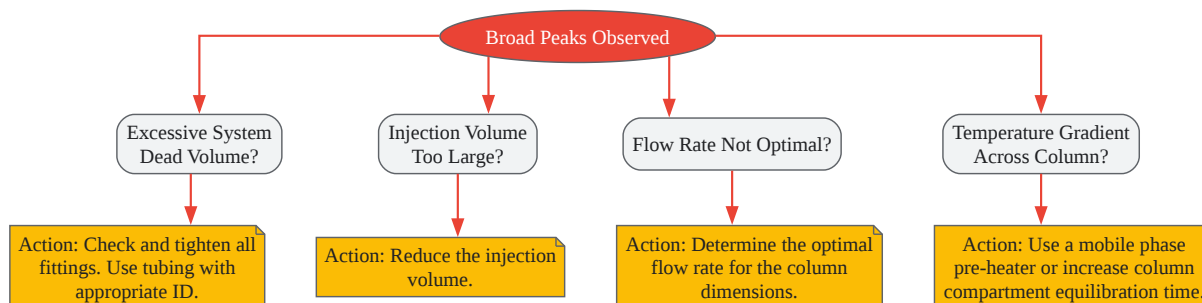 Broad Peaks Observed
Excessive System
Dead Volume?
Injection Volume
Too Large?
Flow Rate Not Optimal?
Temperature Gradient
Across Column?
Action: Check and tighten all
fittings. Use tubing with
appropriate ID.
Action: Reduce the injection
volume.
Action: Determine the optimal
flow rate for the column
dimensions.
Action: Use a mobile phase
pre-heater or increase column
compartment equilibration time.